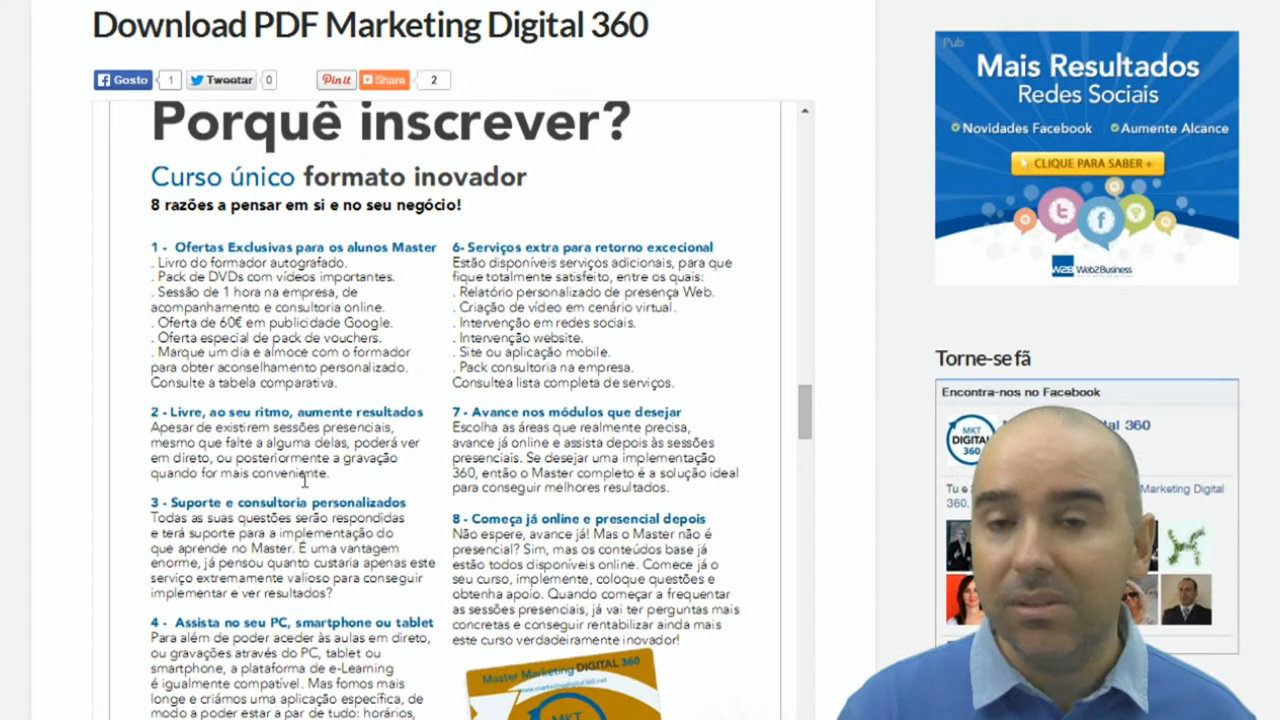 Download PDF Marketing Digital 360
Gosto 1 Tweetar 0 Pin it Share 2
Porquê inscrever?
Curso único formato inovador
8 razões a pensar em si e no seu negócio!
1 - Ofertas Exclusivas para os alunos Master
. Livro do formador autografado.
. Pack de DVDs com vídeos importantes.
. Sessão de 1 hora na empresa, de
acompanhamento e consultoria online.
. Oferta de 60€ em publicidade Google.
. Oferta especial de pack de vouchers.
. Marque um dia e almoce com o formador
para obter aconselhamento personalizado.
Consulte a tabela comparativa.
2 - Livre, ao seu ritmo, aumente resultados
Apesar de existirem sessões presenciais,
mesmo que falte a alguma delas, poderá ver
em direto, ou posteriormente a gravação
quando for mais conveniente.
3 - Suporte e consultoria personalizados
Todas as suas questões serão respondidas
e terá suporte para a implementação do
que aprende no Master. É uma vantagem
enorme, já pensou quanto custaria apenas este
serviço extremamente valioso para conseguir
implementar e ver resultados?
4 - Assista no seu PC, smartphone ou tablet
Para além de poder aceder às aulas em direto,
ou gravações através do PC, tablet ou
smartphone, a plataforma de e-Learning
é igualmente compatível. Mas fomos mais
longe e criámos uma aplicação específica, de
modo a poder estar a par de tudo: horários,
6- Serviços extra para retorno excecional
Estão disponíveis serviços adicionais, para que
fique totalmente satisfeito, entre os quais:
. Relatório personalizado de presença Web.
. Criação de vídeo em cenário virtual.
. Intervenção em redes sociais.
. Intervenção website.
. Site ou aplicação mobile.
. Pack consultoria na empresa.
Consultea lista completa de serviços.
7 - Avance nos módulos que desejar
Escolha as áreas que realmente precisa,
avance já online e assista depois às sessões
presenciais. Se desejar uma implementação
360, então o Master completo é a solução ideal
para conseguir melhores resultados.
8 - Começa já online e presencial depois
Não espere, avance já! Mas o Master não é
presencial? Sim, mas os conteúdos base já
estão todos disponíveis online. Comece já o
seu curso, implemente, coloque questões e
obtenha apoio. Quando começar a frequentar
as sessões presenciais, já vai ter perguntas mais
concretas e conseguir rentabilizar ainda mais
este curso verdadeiramente inovador!
Master Marketing DIGITAL 360
www.marketingdigital360.net
MKT
Pub
Mais Resultados
Redes Sociais
Novidades Facebook Aumente Alcance
CLIQUE PARA SABER +
W2B Web2Business
Torne-se fã
Encontra-nos no Facebook
MKT
DIGITAL
360
tal 360
Tu e
Marketing Digital
360.